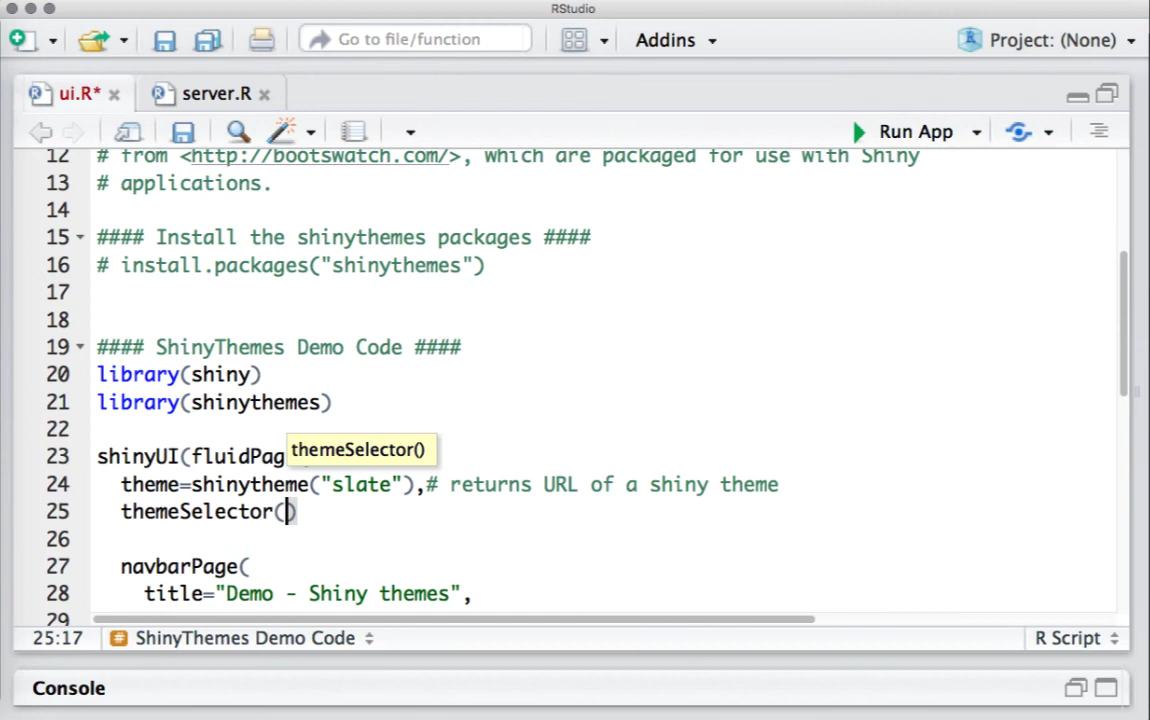 RStudio
Go to file/function
Addins
Project: (None)
ui.R*
server.R
Run App
12 # from <http://bootswatch.com/>, which are packaged for use with Shiny
13 # applications.
14
15 #### Install the shinythemes packages ####
16 # install.packages("shinythemes")
17
18
19 #### ShinyThemes Demo Code ####
20 library(shiny)
21 library(shinythemes)
22
themeSelector()
23 shinyUI(fluidPag
24 theme=shinytheme("slate"),# returns URL of a shiny theme
25 themeSelector()
26
27 navbarPage(
28 title="Demo - Shiny themes",
29
25:17 # ShinyThemes Demo Code R Script
Console